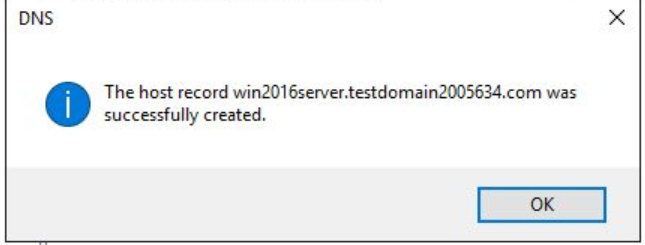 DNS
The host record win2016server.testdomain2005634.com was
successfully created.
OK